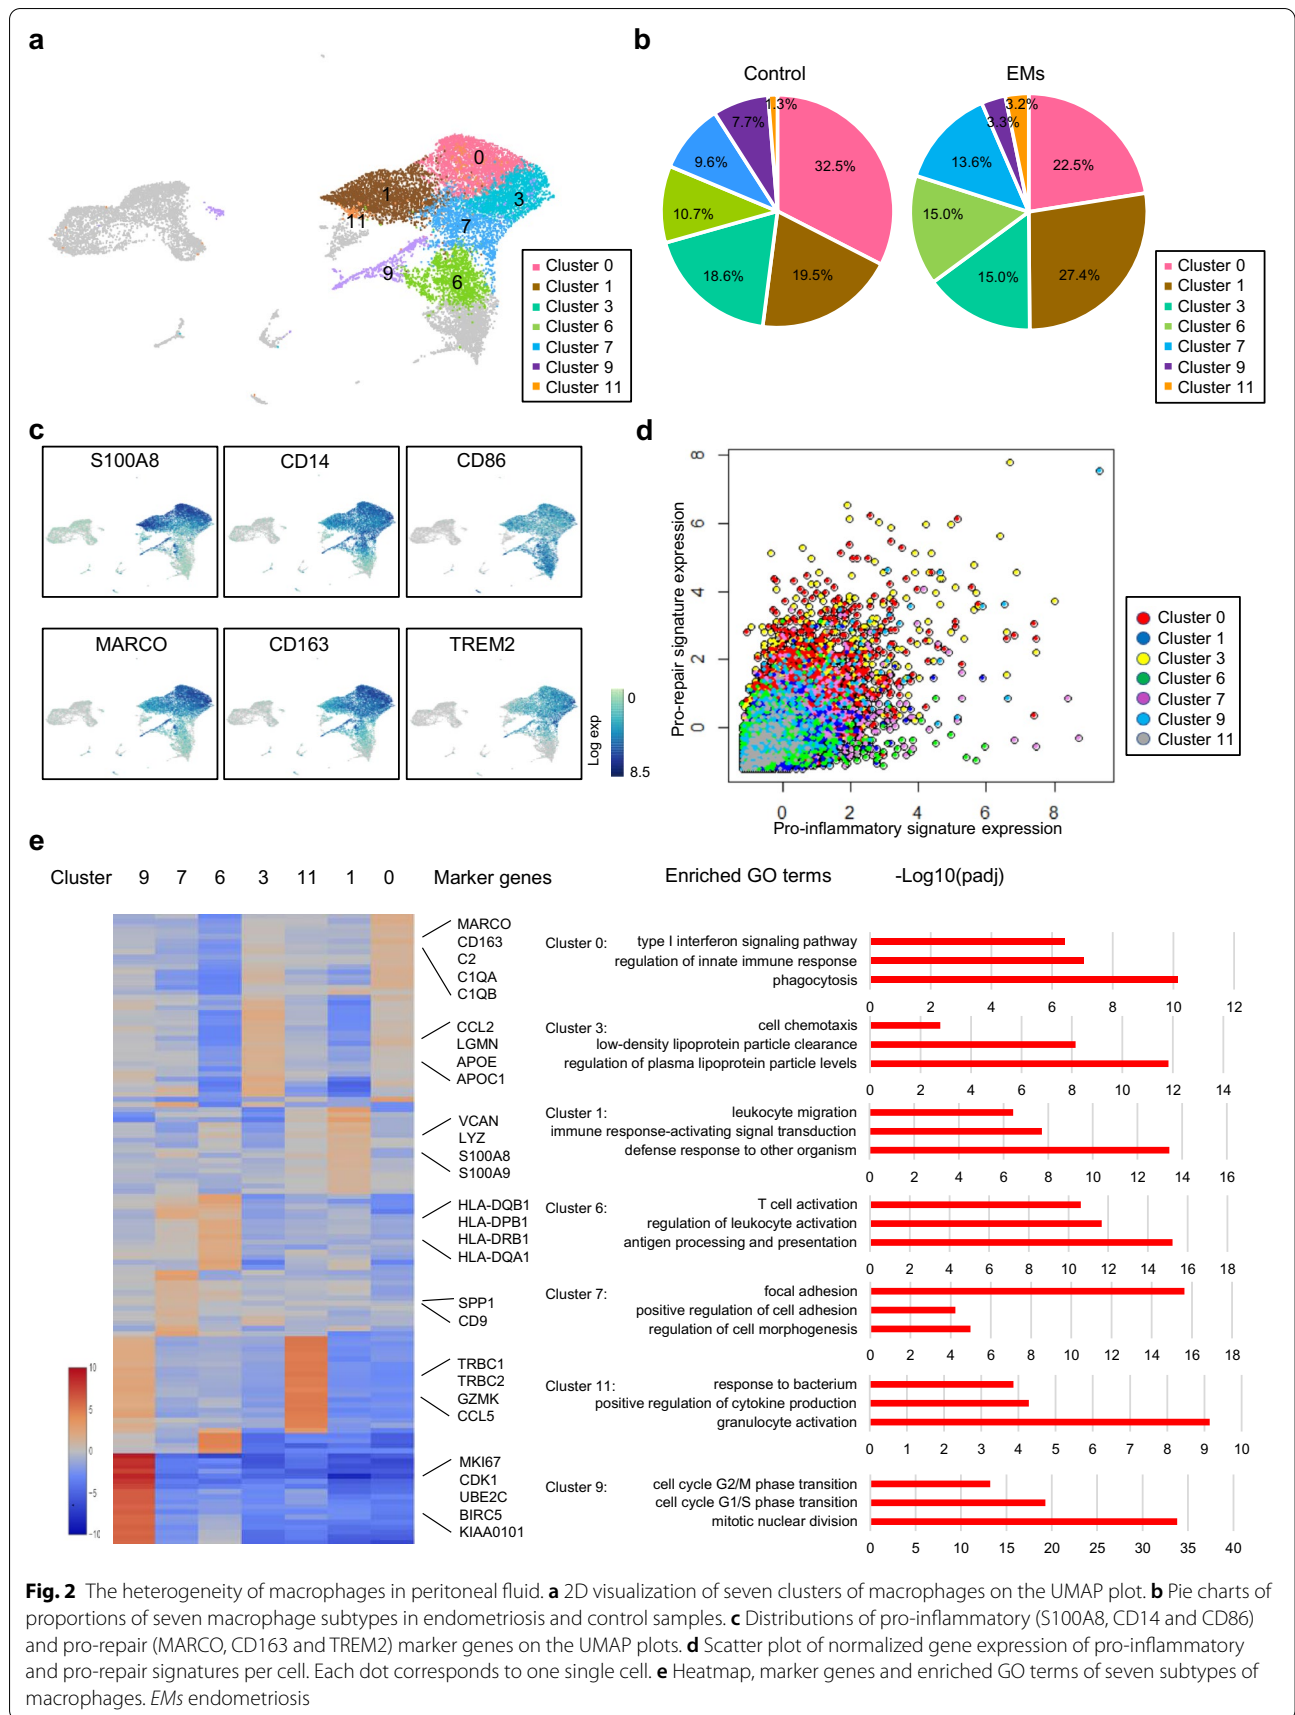 a
0
1
3
11
7
9
6
Cluster 0
Cluster 1
Cluster 3
Cluster 6
Cluster 7
Cluster 9
Cluster 11
b
Control
EMs
1.3%
7.7%
9.6%
32.5%
10.7%
18.6%
19.5%
3.2%
3.3%
13.6%
22.5%
15.0%
15.0%
27.4%
Cluster 0
Cluster 1
Cluster 3
Cluster 6
Cluster 7
Cluster 9
Cluster 11
c
S100A8
CD14
CD86
MARCO
CD163
TREM2
0
Log exp
8.5
d
Pro-repair signature expression
8
6
4
2
0
0 2 4 6 8
Pro-inflammatory signature expression
Cluster 0
Cluster 1
Cluster 3
Cluster 6
Cluster 7
Cluster 9
Cluster 11
e
Cluster 9 7 6 3 11 1 0 Marker genes
Enriched GO terms
-Log10(padj)
MARCO
CD163
C2
C1QA
C1QB
CCL2
LGMN
APOE
APOC1
VCAN
LYZ
S100A8
S100A9
HLA-DQB1
HLA-DPB1
HLA-DRB1
HLA-DQA1
SPP1
CD9
TRBC1
TRBC2
GZMK
CCL5
MKI67
CDK1
UBE2C
BIRC5
KIAA0101
10
5
0
−5
−10
Cluster 0: type I interferon signaling pathway
regulation of innate immune response
phagocytosis
0 2 4 6 8 10 12
Cluster 3: cell chemotaxis
low-density lipoprotein particle clearance
regulation of plasma lipoprotein particle levels
0 2 4 6 8 10 12 14
Cluster 1: leukocyte migration
immune response-activating signal transduction
defense response to other organism
0 2 4 6 8 10 12 14 16
Cluster 6: T cell activation
regulation of leukocyte activation
antigen processing and presentation
0 2 4 6 8 10 12 14 16 18
Cluster 7: focal adhesion
positive regulation of cell adhesion
regulation of cell morphogenesis
0 2 4 6 8 10 12 14 16 18
Cluster 11: response to bacterium
positive regulation of cytokine production
granulocyte activation
0 1 2 3 4 5 6 7 8 9 10
Cluster 9: cell cycle G2/M phase transition
cell cycle G1/S phase transition
mitotic nuclear division
0 5 10 15 20 25 30 35 40
Fig. 2 The heterogeneity of macrophages in peritoneal fluid. a 2D visualization of seven clusters of macrophages on the UMAP plot. b Pie charts of
proportions of seven macrophage subtypes in endometriosis and control samples. c Distributions of pro-inflammatory (S100A8, CD14 and CD86)
and pro-repair (MARCO, CD163 and TREM2) marker genes on the UMAP plots. d Scatter plot of normalized gene expression of pro-inflammatory
and pro-repair signatures per cell. Each dot corresponds to one single cell. e Heatmap, marker genes and enriched GO terms of seven subtypes of
macrophages. EMs endometriosis